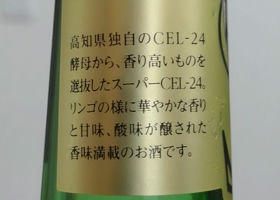 高知県独自のCEL-24
酵母から、香り高いものを
選抜したスーパーCEL-24。
リンゴの様に華やかな香り
と甘味、酸味が醸された
香味満載のお酒です。